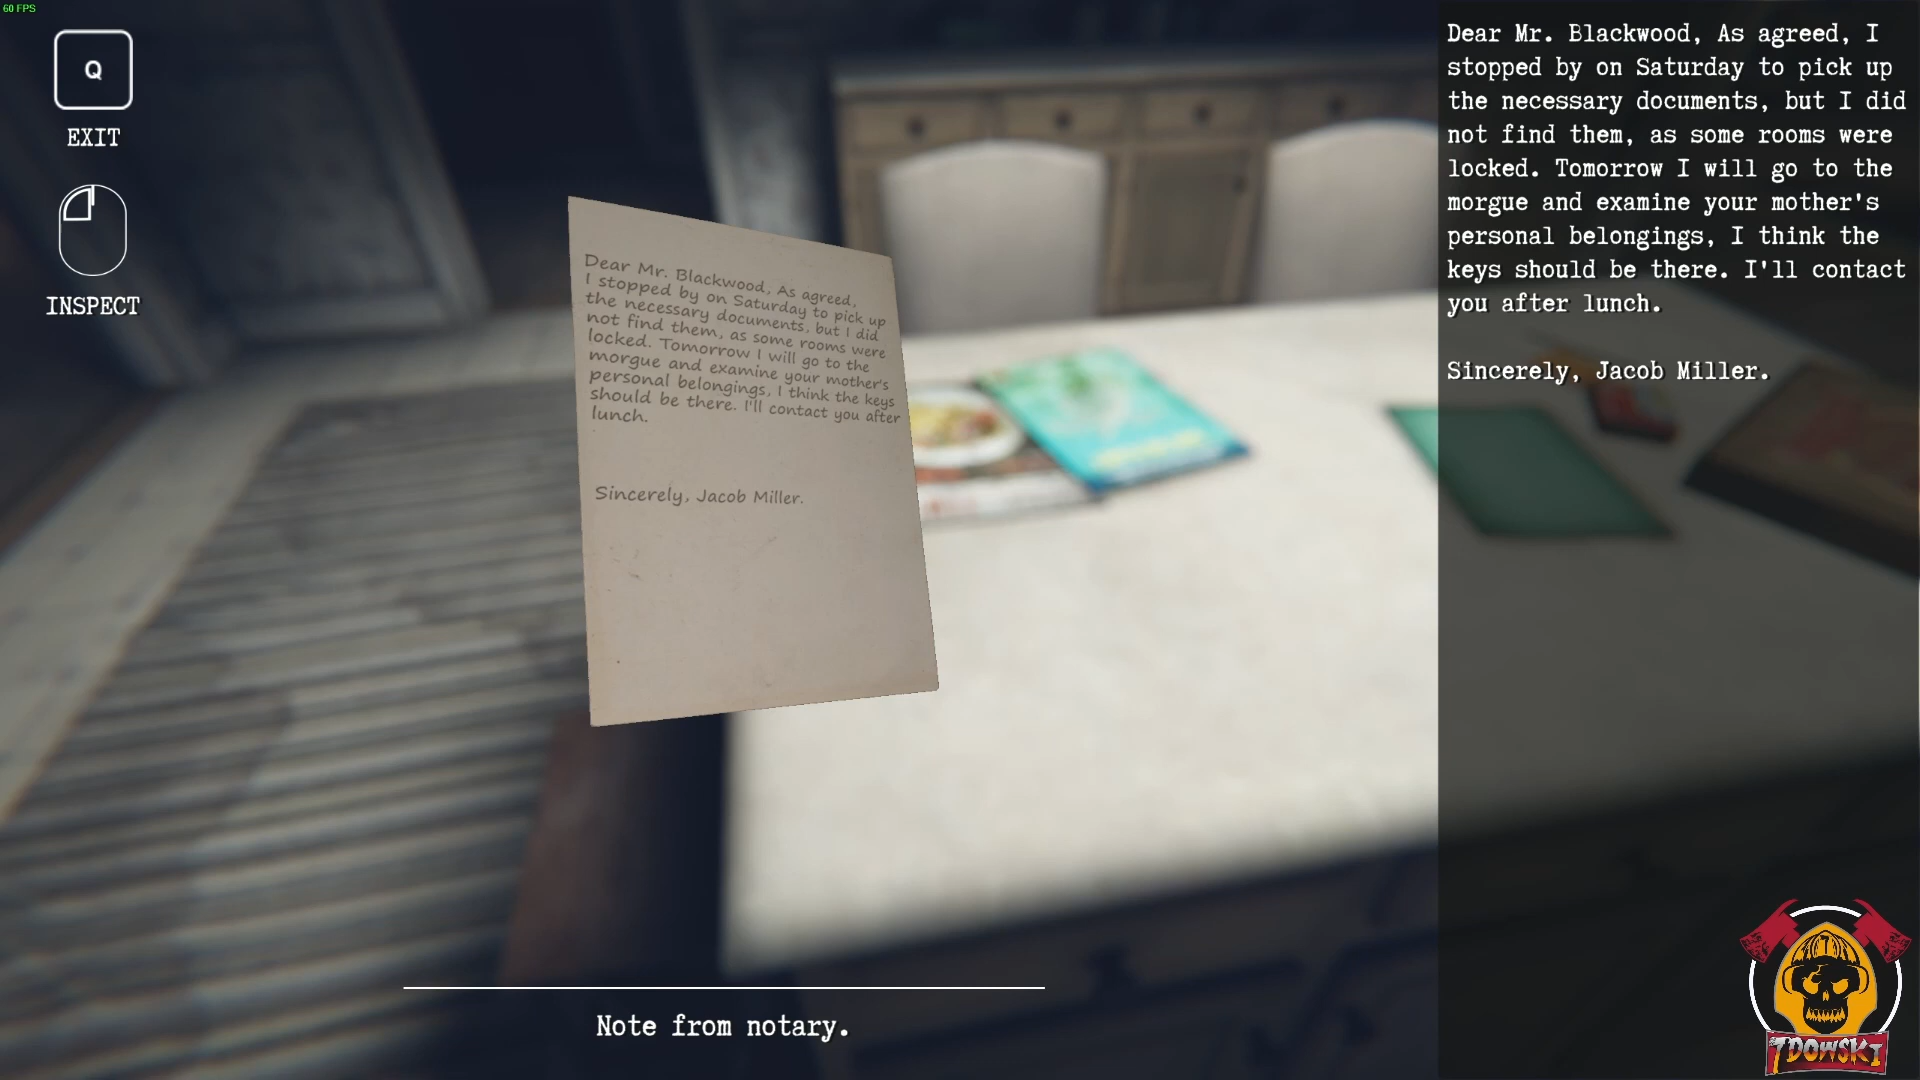 60 FPS
Q
EXIT
INSPECT
Dear Mr. Blackwood, As agreed,
I stopped by on Saturday to pick up
the necessary documents, but I did
not find them, as some rooms were
locked. Tomorrow I will go to the
morgue and examine your mother's
personal belongings, I think the keys
should be there. I'll contact you after
lunch.
Sincerely, Jacob Miller.
Dear Mr. Blackwood, As agreed, I
stopped by on Saturday to pick up
the necessary documents, but I did
not find them, as some rooms were
locked. Tomorrow I will go to the
morgue and examine your mother's
personal belongings, I think the
keys should be there. I'll contact
you after lunch.
Sincerely, Jacob Miller.
Note from notary.
7
TDOWSKI